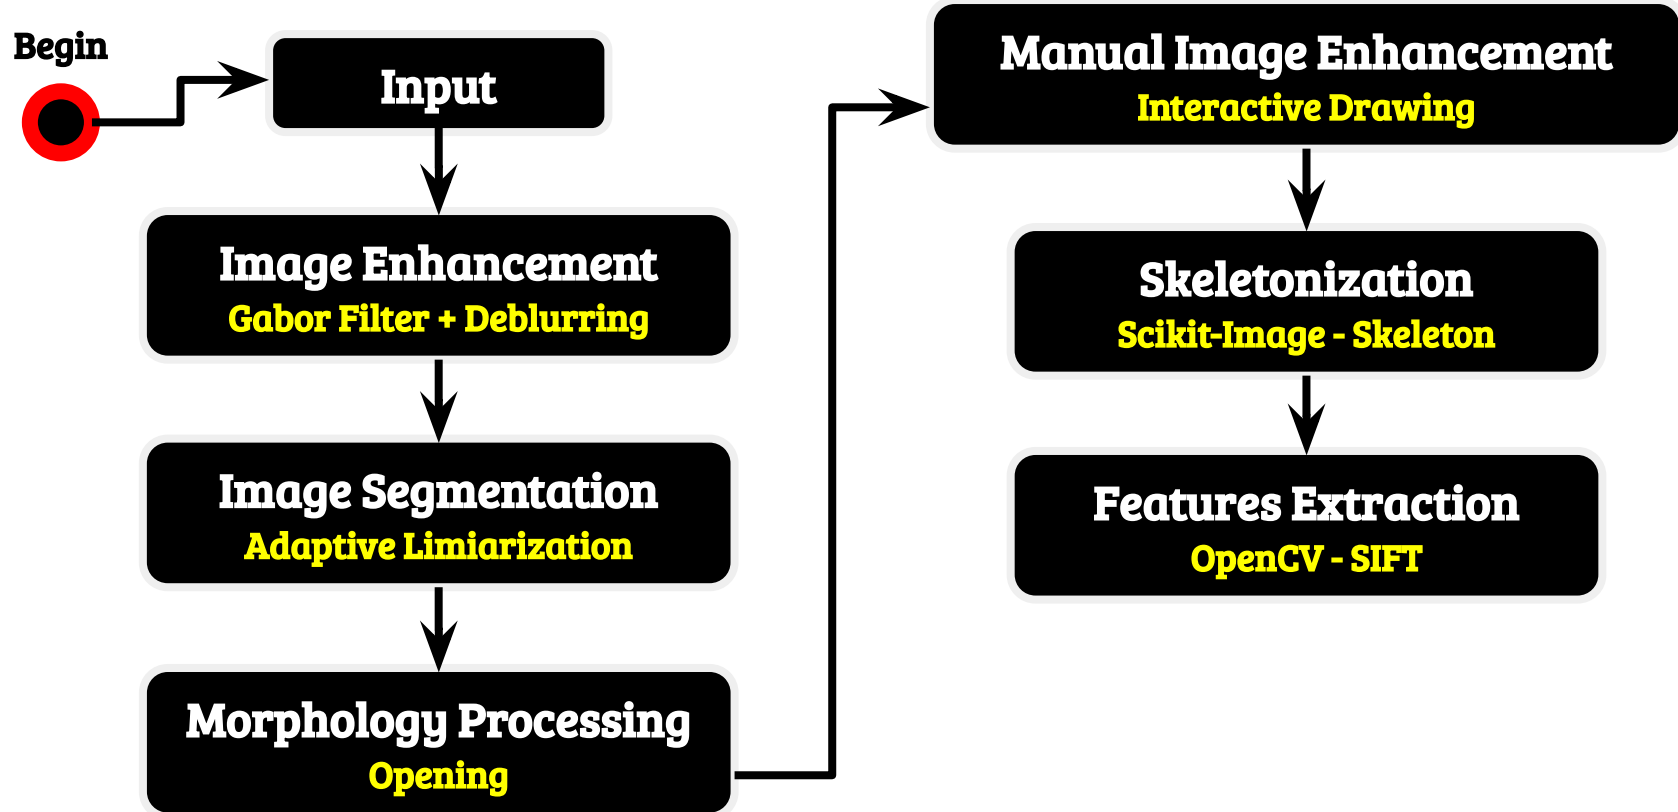 Begin
Input
Image Enhancement
Gabor Filter + Deblurring
Image Segmentation
Adaptive Limiarization
Morphology Processing
Opening
Manual Image Enhancement
Interactive Drawing
Skeletonization
Scikit-Image - Skeleton
Features Extraction
OpenCV - SIFT